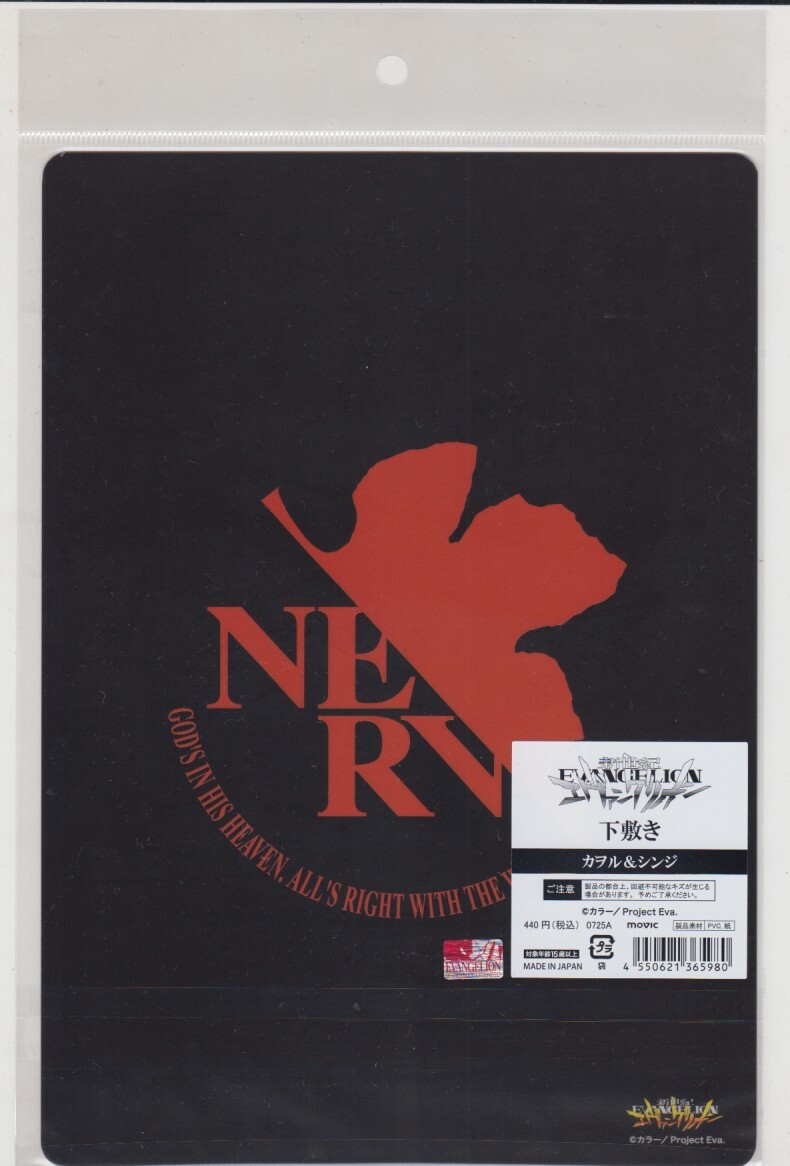 NE
RV
GOD'S IN HIS HEAVEN, ALL'S RIGHT WITH THE
新世紀
EVANGELION
エヴァンゲリオン
下敷き
カヲル&シンジ
ご注意
製品の都合上、回避不可能なキズが生じる
場合があります。予めご了承ください。
©カラー/Project Eva.
440円(税込) 0725A movic 製品素材 PVC, 紙
対象年齢15歳以上
プラ
袋
MADE IN JAPAN
4 550621 365980
EVANGELION
新世紀
EVANGELION
エヴァンゲリオン
©カラー/Project Eva.